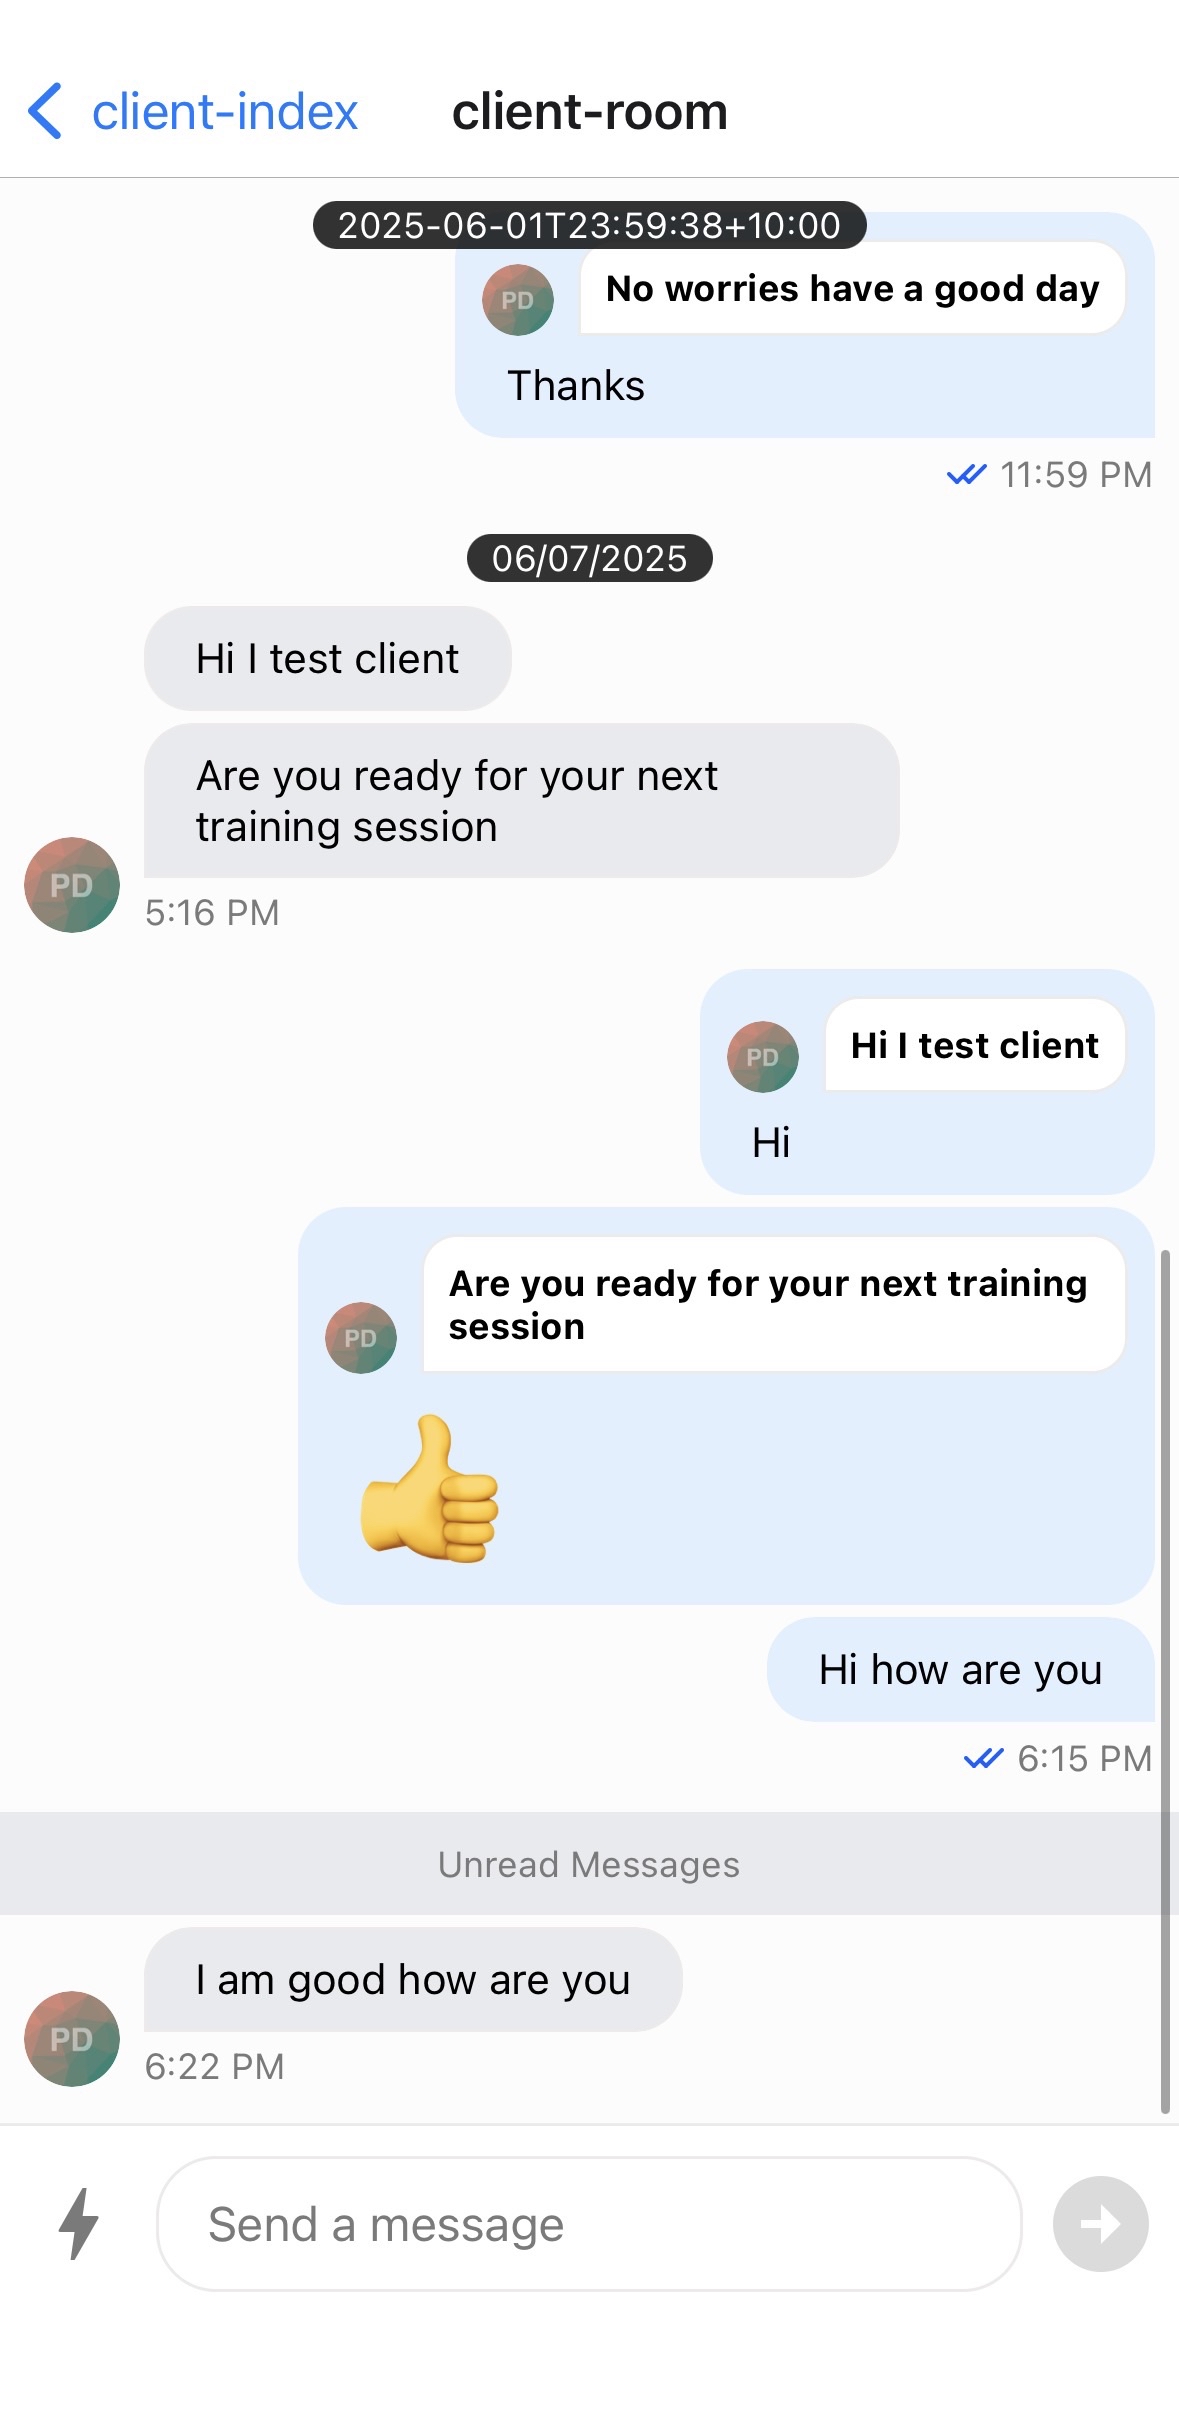 client-index
client-room
2025-06-01T23:59:38+10:00
PD
No worries have a good day
Thanks
11:59 PM
06/07/2025
Hi I test client
Are you ready for your next
training session
PD
5:16 PM
PD
Hi I test client
Hi
Are you ready for your next training
session
PD
Hi how are you
6:15 PM
Unread Messages
I am good how are you
PD
6:22 PM
Send a message